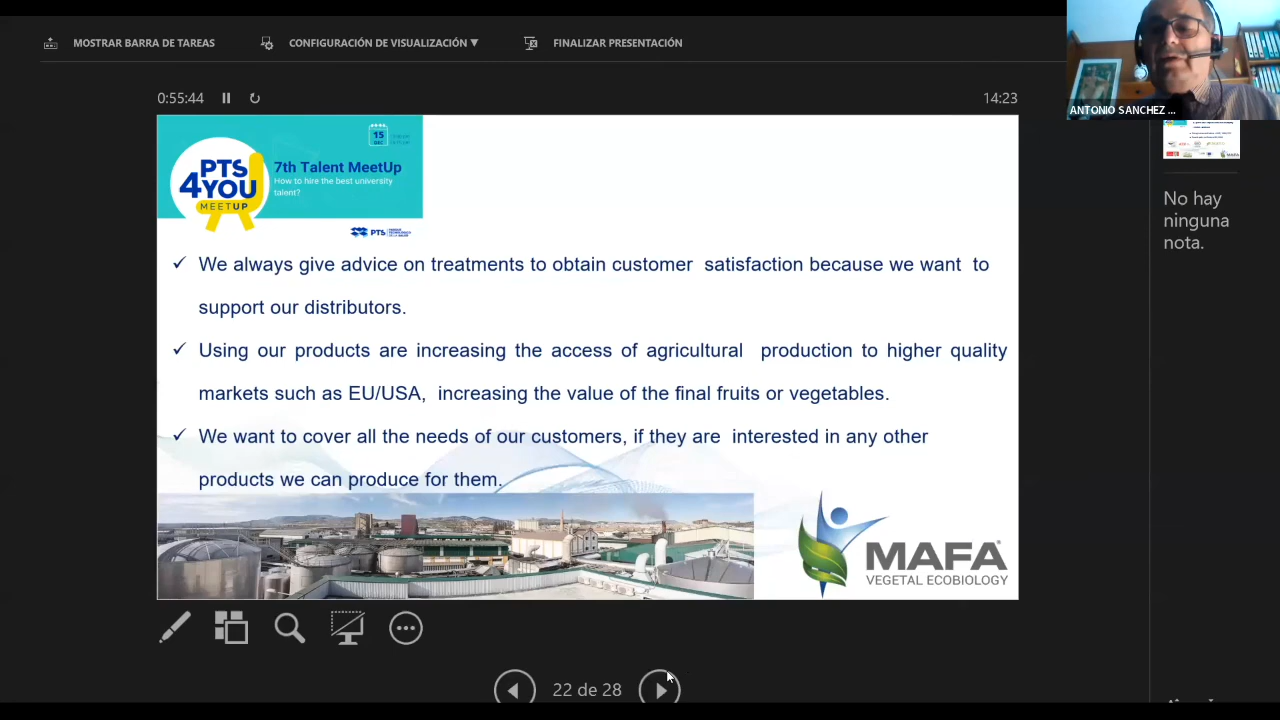 MOSTRAR BARRA DE TAREAS
CONFIGURACIÓN DE VISUALIZACIÓN ▼
FINALIZAR PRESENTACIÓN
ANTONIO SANCHEZ ...
0:55:44
14:23
15
PTS
4YOU
MEETUP
7th Talent MeetUp
How to hire the best university
talent?
PTS
✓ We always give advice on treatments to obtain customer satisfaction because we want to
support our distributors.
✓ Using our products are increasing the access of agricultural production to higher quality
markets such as EU/USA, increasing the value of the final fruits or vegetables.
✓ We want to cover all the needs of our customers, if they are interested in any other
products we can produce for them.
MAFA
VEGETAL ECOBIOLOGY
MAFA
No hay
ninguna
nota.
22 de 28